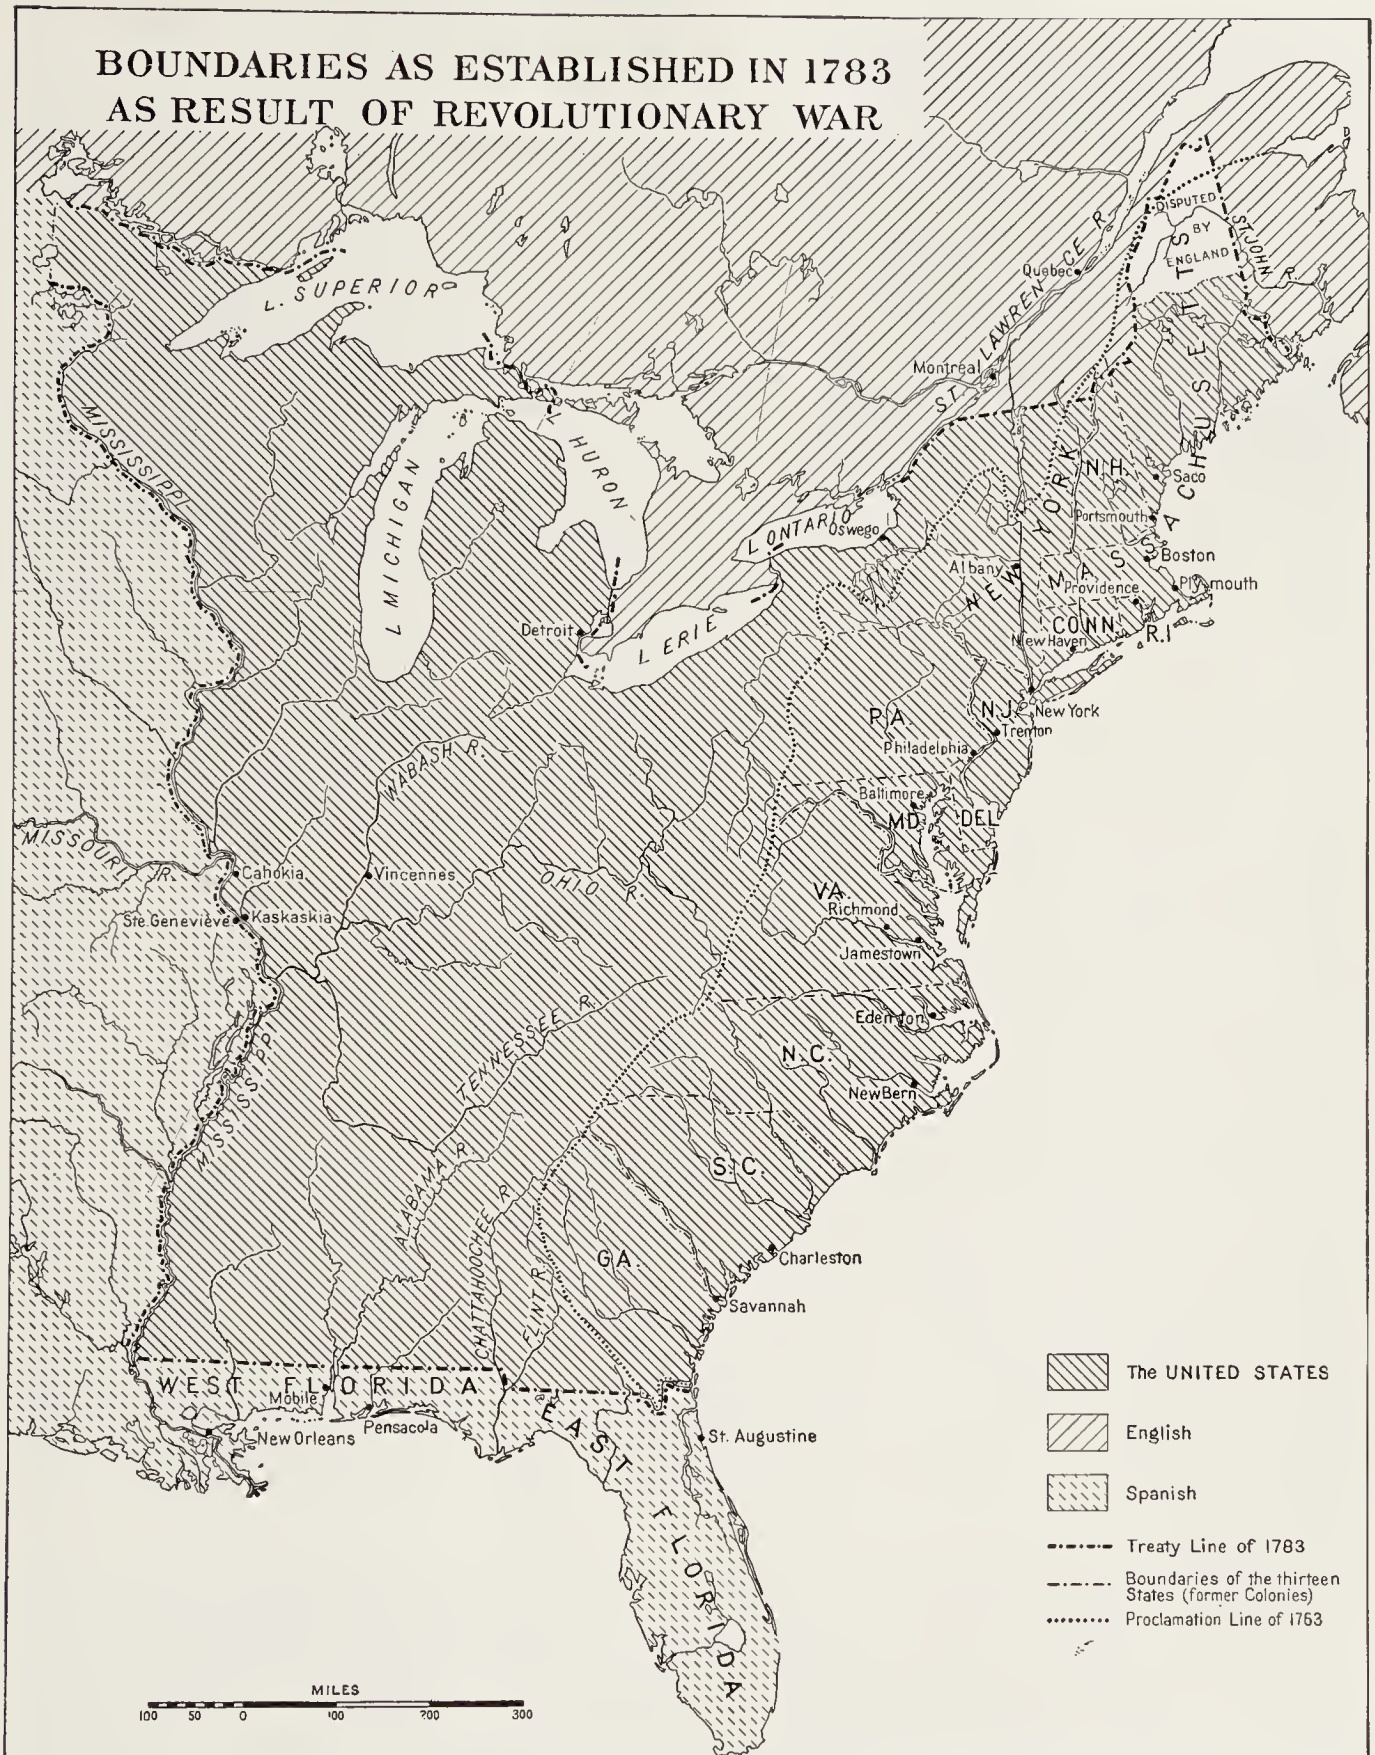 BOUNDARIES AS ESTABLISHED IN 1783
AS RESULT OF REVOLUTIONARY WAR
L. SUPERIOR
L MICHIGAN
L HURON
L ONTARIO
L ERIE
ST. LAWRENCE R.
Quebec
Montreal
DISPUTED
BY
ENGLAND
ST. JOHN R.
MASSACHUSETTS
N.H.
Saco
Portsmouth
Boston
Plysmouth
MASS
Providence
CONN
R.I
New Haven
NEW YORK
Oswego
Albany
Detroit
New York
N.J.
Trenton
PA.
Philadelphia
Baltimore
MD
DEL
VA.
Richmond
Jamestown
Edenton
N.C.
New Bern
S.C.
Charleston
GA.
Savannah
MISSISSIPPI
WABASH R.
MISSOURI R.
Cahokia
Vincennes
Ste. Geneviève
Kaskaskia
OHIO R.
TENNESSEE R.
MISSISSIPPI
ALABAMA R.
CHATTAHOOCHEE R.
FLINT R.
WEST FLORIDA
Mobile
Pensacola
New Orleans
EAST FLORIDA
St. Augustine
The UNITED STATES
English
Spanish
Treaty Line of 1783
Boundaries of the thirteen
States (former Colonies)
Proclamation Line of 1763
MILES
100 50 0 100 200 300